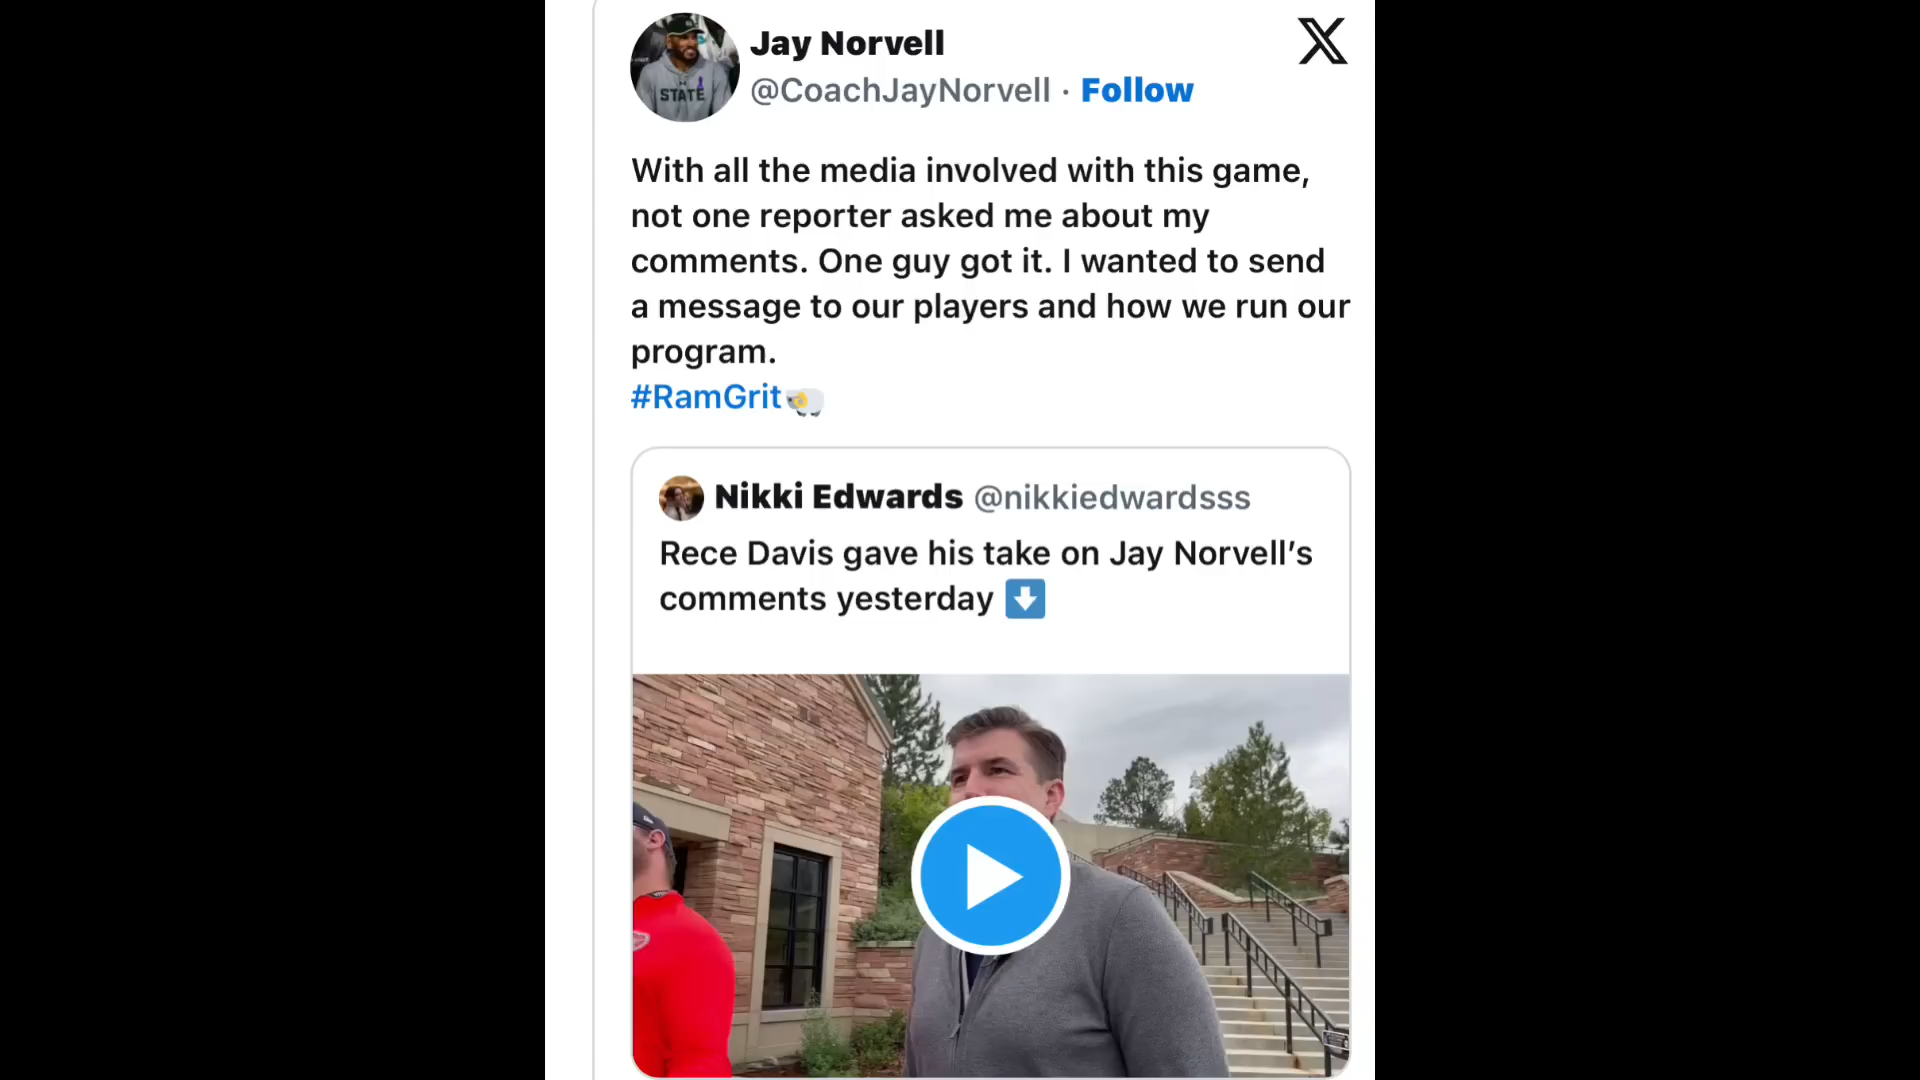 Jay Norvell
@CoachJayNorvell · Follow
With all the media involved with this game,
not one reporter asked me about my
comments. One guy got it. I wanted to send
a message to our players and how we run our
program.
#RamGrit🐏
Nikki Edwards @nikkiedwardsss
Rece Davis gave his take on Jay Norvell’s
comments yesterday ⬇️
STATE